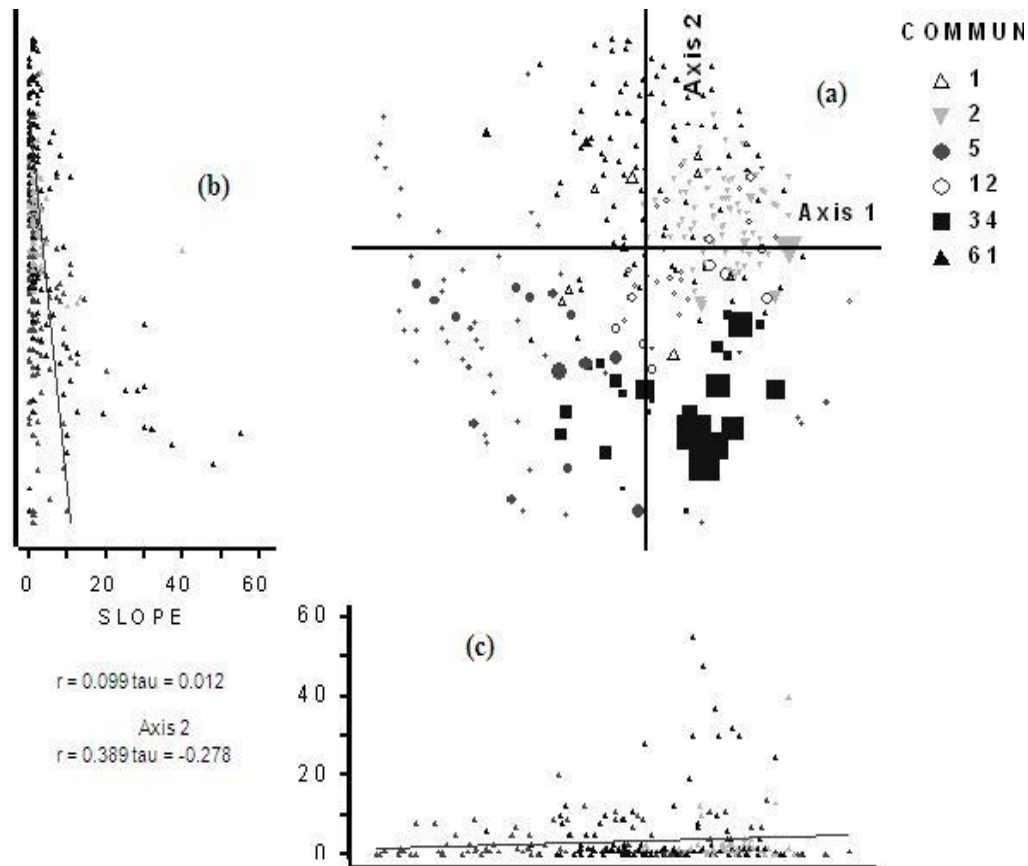 COMMUN
1
2
5
12
34
61
(a)
Axis 2
Axis 1
(b)
0 20 40 60
SLOPE
r = 0.099 tau = 0.012
Axis 2
r = 0.389 tau = -0.278
(c)
60
40
20
0